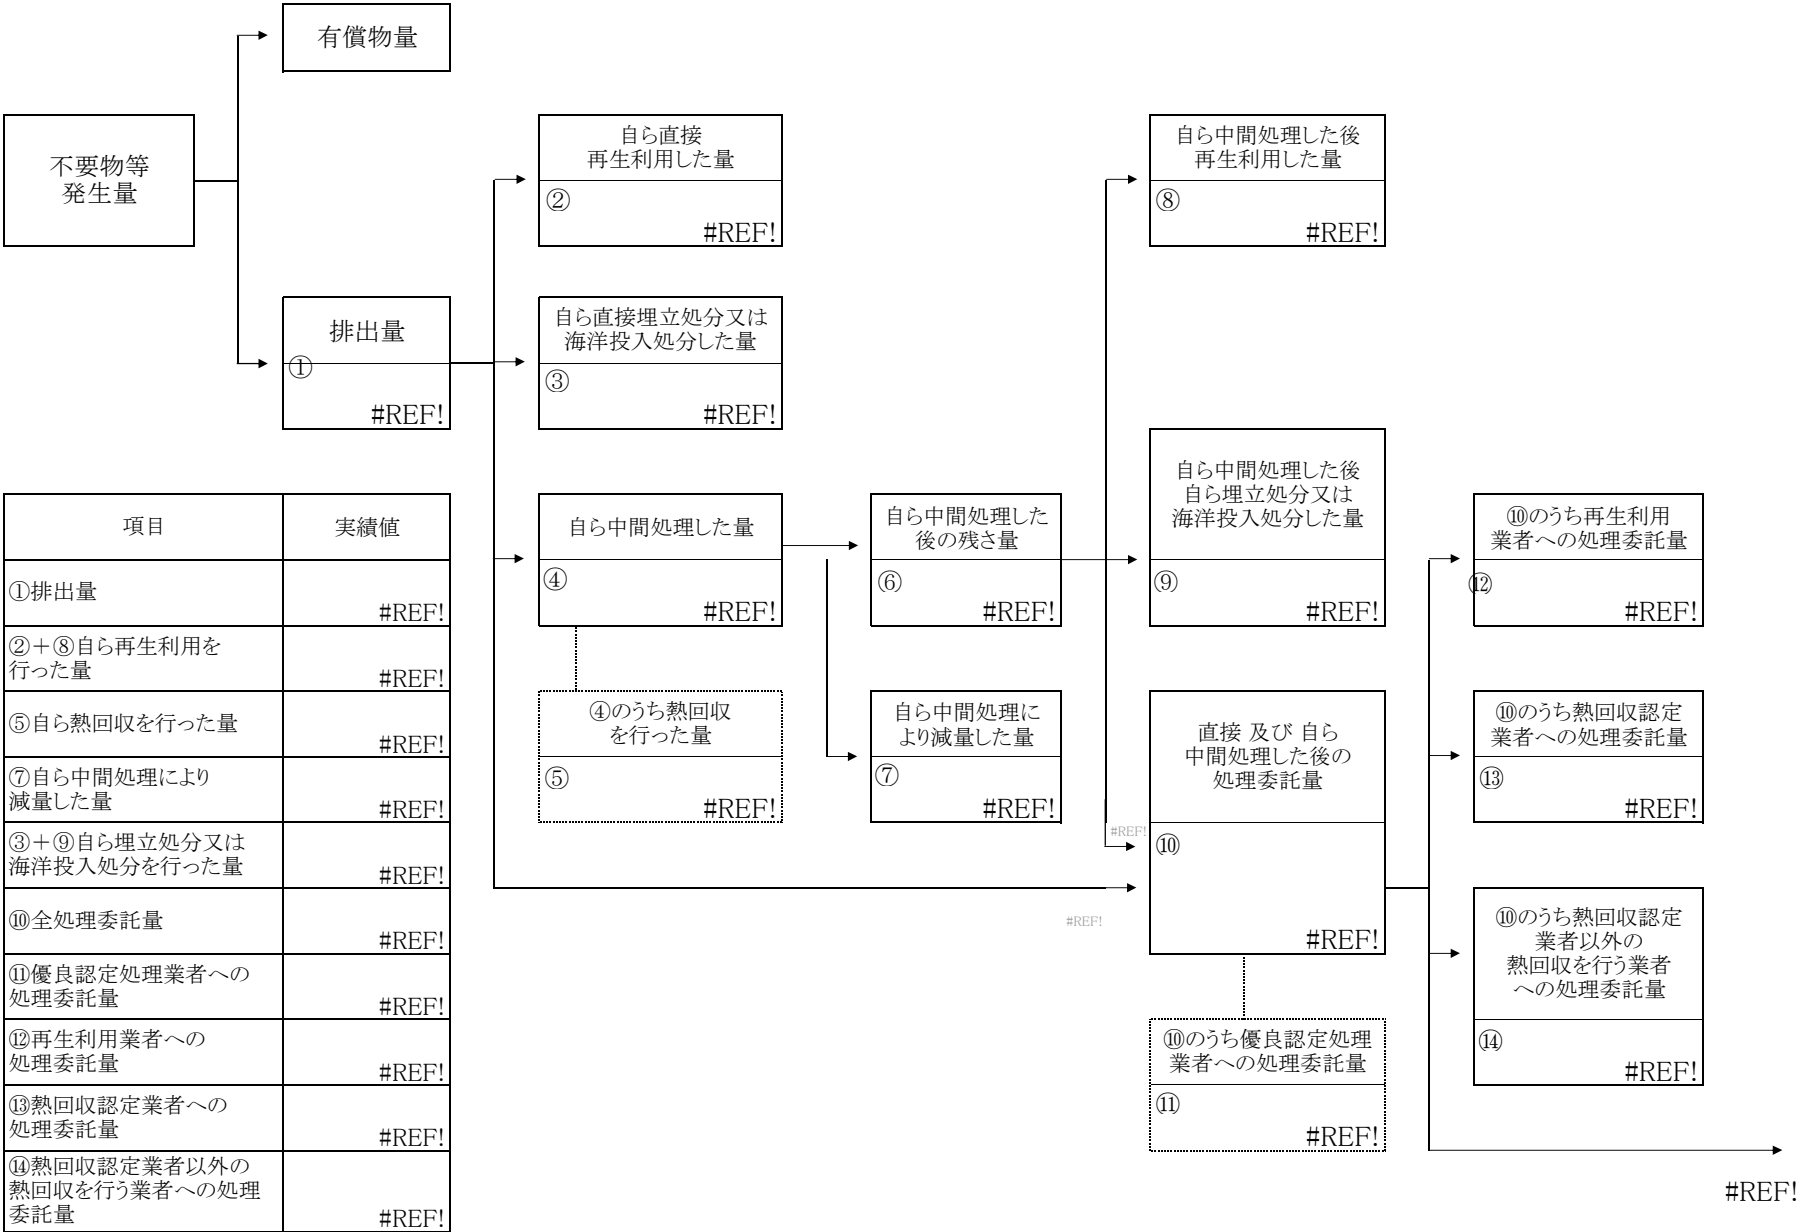 有償物量
不要物等
発生量
排出量
①
#REF!
自ら直接
再生利用した量
②
#REF!
自ら直接埋立処分又は
海洋投入処分した量
③
#REF!
自ら中間処理した量
④
#REF!
④のうち熱回収
を行った量
⑤
#REF!
自ら中間処理した
後の残さ量
⑥
#REF!
自ら中間処理に
より減量した量
⑦
#REF!
自ら中間処理した後
再生利用した量
⑧
#REF!
自ら中間処理した後
自ら埋立処分又は
海洋投入処分した量
⑨
#REF!
直接 及び 自ら
中間処理した後の
処理委託量
#REF!
⑩
#REF!
#REF!
⑩のうち優良認定処理
業者への処理委託量
⑪
#REF!
⑩のうち再生利用
業者への処理委託量
⑫
#REF!
⑩のうち熱回収認定
業者への処理委託量
⑬
#REF!
⑩のうち熱回収認定
業者以外の
熱回収を行う業者
への処理委託量
⑭
#REF!
#REF!
項目 実績値
①排出量
#REF!
②＋⑧自ら再生利用を
行った量
#REF!
⑤自ら熱回収を行った量
#REF!
⑦自ら中間処理により
減量した量
#REF!
③＋⑨自ら埋立処分又は
海洋投入処分を行った量
#REF!
⑩全処理委託量
#REF!
⑪優良認定処理業者への
処理委託量
#REF!
⑫再生利用業者への
処理委託量
#REF!
⑬熱回収認定業者への
処理委託量
#REF!
⑭熱回収認定業者以外の
熱回収を行う業者への処理
委託量
#REF!